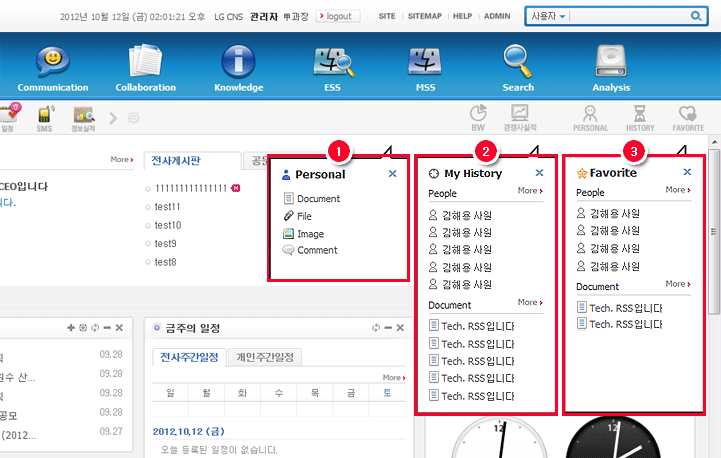 2012년 10월 12일 (금) 02:01:21 오후 LG CNS 관리자 뿌과장 logout SITE SITEMAP HELP ADMIN 사용자
Communication Collaboration Knowledge ESS MSS Search Analysis
일정 SMS 정보실적 BW 경쟁사실적 PERSONAL HISTORY FAVORITE
More
CEO입니다
다.
전사게시판 공문
111111111111111 N
test11
test10
test9
test8
1
Personal
Document
File
Image
Comment
2
My History
People More
김해용 사원
김해용 사원
김해용 사원
김해용 사원
김해용 사원
Document More
Tech. RSS입니다
Tech. RSS입니다
Tech. RSS입니다
Tech. RSS입니다
Tech. RSS입니다
3
Favorite
People More
김해용 사원
김해용 사원
김해용 사원
김해용 사원
Document More
Tech. RSS입니다
Tech. RSS입니다
09.28
원수 산... 09.28
09.28
공모 09.28
(2012... 09.27
금주의 일정
전사주간일정 개인주간일정
More
일 월 화 수 목 금 토
2012.10.12 (금)
오늘 등록된 일정이 없습니다.
12
12